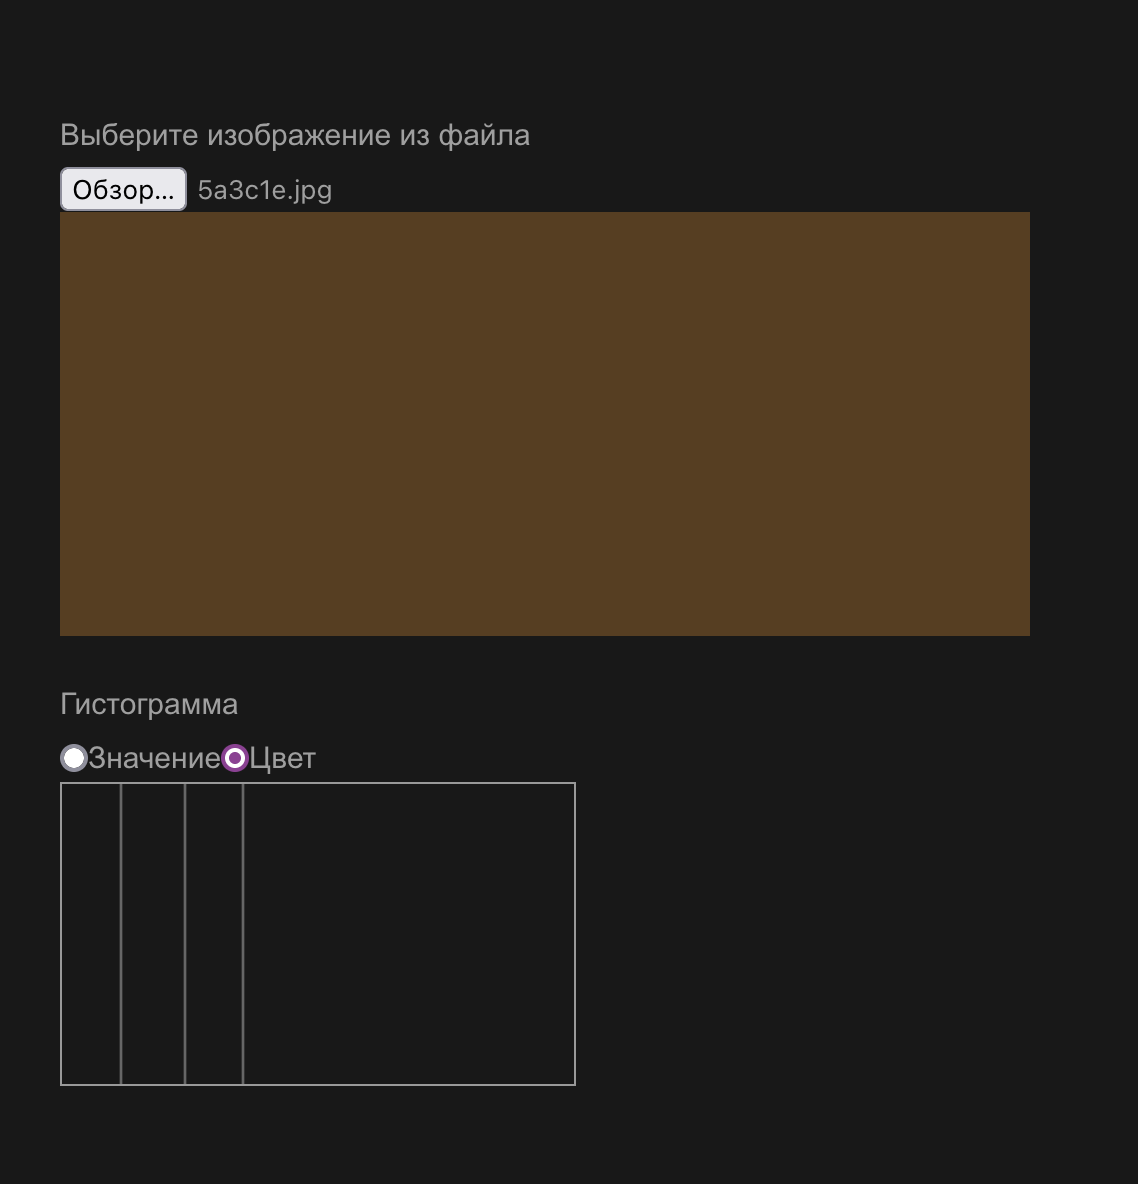 Выберите изображение из файла
Обзор... 5a3c1e.jpg
Гистограмма
Значение Цвет